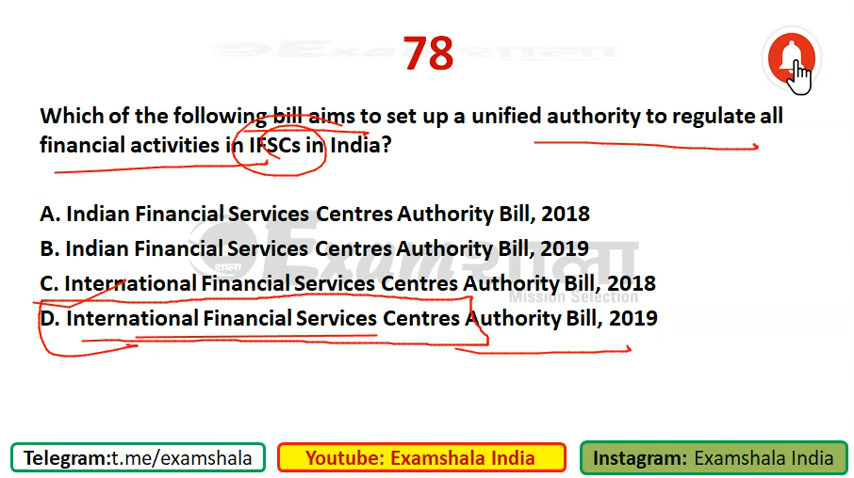 78
Which of the following bill aims to set up a unified authority to regulate all
financial activities in IFSCs in India?
A. Indian Financial Services Centres Authority Bill, 2018
B. Indian Financial Services Centres Authority Bill, 2019
C. International Financial Services Centres Authority Bill, 2018
D. International Financial Services Centres Authority Bill, 2019
शाला
Examशाला
Mission Selection
Telegram:t.me/examshala
Youtube: Examshala India
Instagram: Examshala India